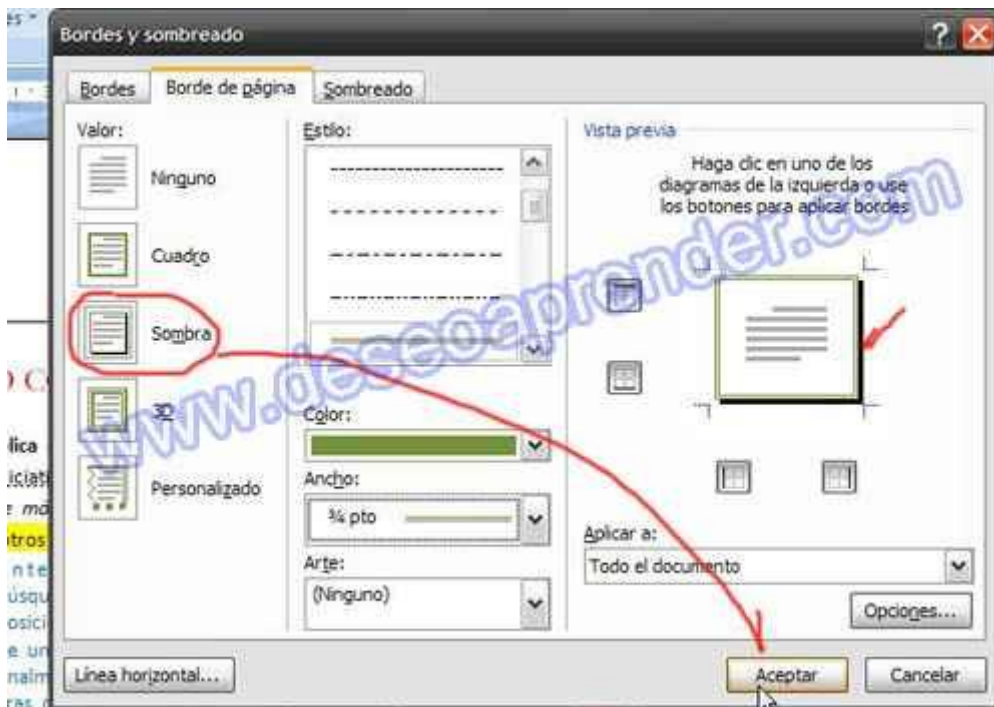 Bordes y sombreado
Bordes
Borde de página
Sombreado
Valor:
Ninguno
Cuadro
Sombra
3D
Personalizado
Estilo:
Color:
Ancho:
¾ pto
Arte:
(Ninguno)
Vista previa
Haga clic en uno de los
diagramas de la izquierda o use
los botones para aplicar bordes
Aplicar a:
Todo el documento
Opciones...
Línea horizontal...
Aceptar
Cancelar
www.deseoaprender.com